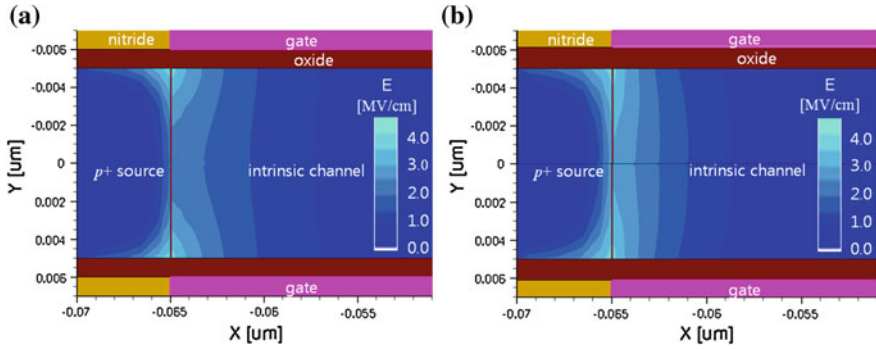 (a)
nitride
gate
oxide
-0.006
-0.004
-0.002
0
0.002
0.004
0.006
Y [um]
E
[MV/cm]
4.0
3.0
2.0
1.0
0.0
p+ source
intrinsic channel
gate
-0.07
-0.065
-0.06
-0.055
X [um]
(b)
nitride
gate
oxide
-0.006
-0.004
-0.002
0
0.002
0.004
0.006
Y [um]
E
[MV/cm]
4.0
3.0
2.0
1.0
0.0
p+ source
intrinsic channel
gate
-0.07
-0.065
-0.06
-0.055
X [um]